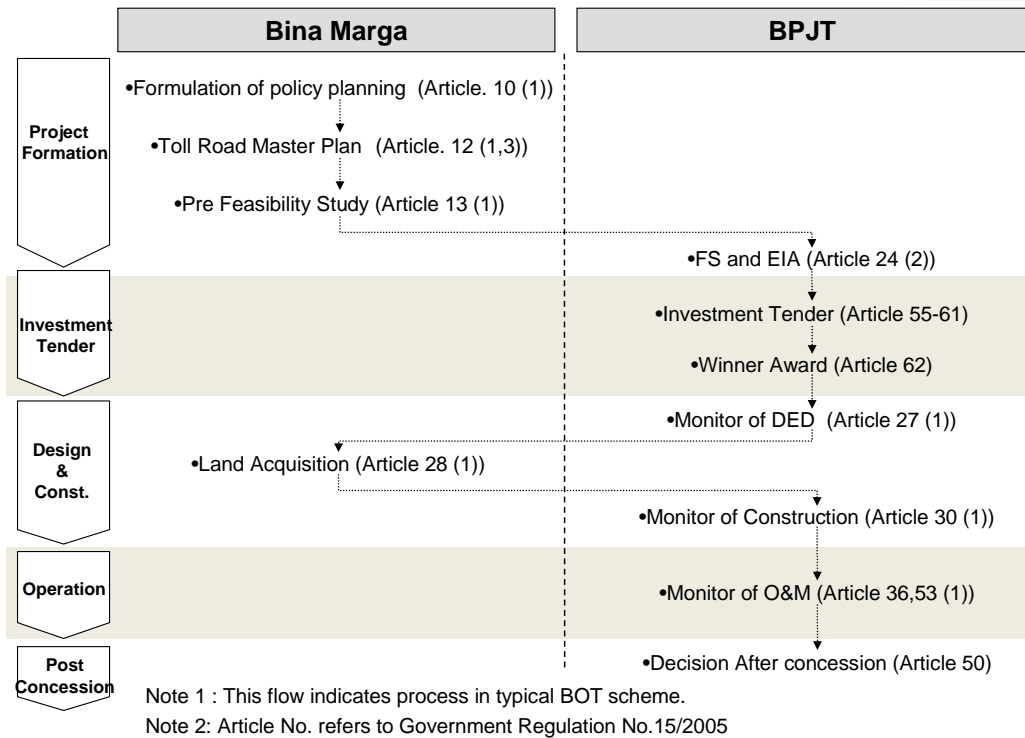 Bina Marga
BPJT
Project
Formation
•Formulation of policy planning (Article. 10 (1))
•Toll Road Master Plan (Article. 12 (1,3))
•Pre Feasibility Study (Article 13 (1))
•FS and EIA (Article 24 (2))
Investment
Tender
•Investment Tender (Article 55-61)
•Winner Award (Article 62)
Design
&
Const.
•Monitor of DED (Article 27 (1))
•Land Acquisition (Article 28 (1))
•Monitor of Construction (Article 30 (1))
Operation
•Monitor of O&M (Article 36,53 (1))
Post
Concession
•Decision After concession (Article 50)
Note 1 : This flow indicates process in typical BOT scheme.
Note 2: Article No. refers to Government Regulation No.15/2005